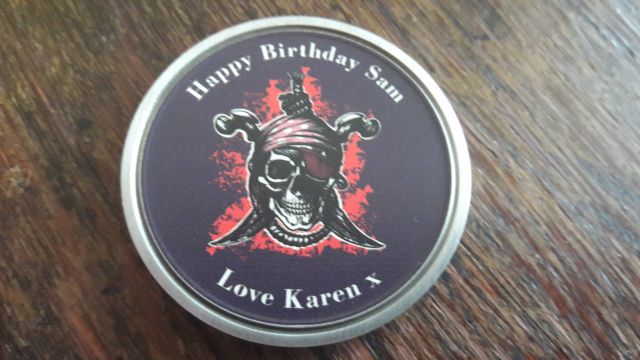 Happy Birthday Sam
Love Karen x